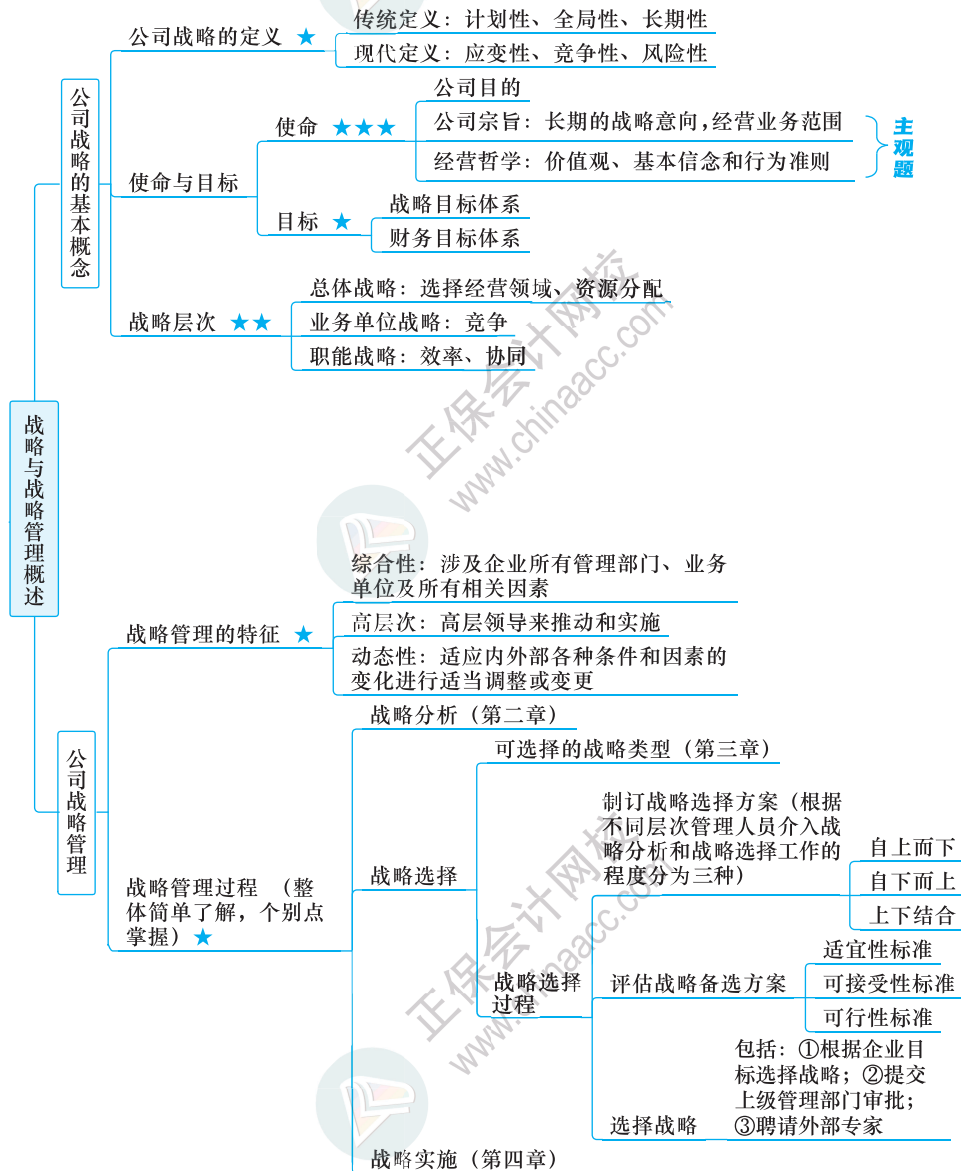 战略与战略管理概述
公司战略的基本概念
公司战略的定义 ★
传统定义：计划性、全局性、长期性
现代定义：应变性、竞争性、风险性
使命与目标
使命 ★★★
公司目的
公司宗旨：长期的战略意向，经营业务范围
经营哲学：价值观、基本信念和行为准则
主观题
目标 ★
战略目标体系
财务目标体系
战略层次 ★★
总体战略：选择经营领域、资源分配
业务单位战略：竞争
职能战略：效率、协同
公司战略管理
战略管理的特征 ★
综合性：涉及企业所有管理部门、业务
单位及所有相关因素
高层次：高层领导来推动和实施
动态性：适应内外部各种条件和因素的
变化进行适当调整或变更
战略管理过程 （整
体简单了解，个别点
掌握）★
战略分析（第二章）
战略选择
可选择的战略类型（第三章）
战略选择
过程
制订战略选择方案（根据
不同层次管理人员介入战
略分析和战略选择工作的
程度分为三种）
自上而下
自下而上
上下结合
评估战略备选方案
适宜性标准
可接受性标准
可行性标准
选择战略
包括：①根据企业目
标选择战略；②提交
上级管理部门审批；
③聘请外部专家
战略实施（第四章）
正保会计网校
www.chinaacc.com
正保会计网校
www.chinaacc.com